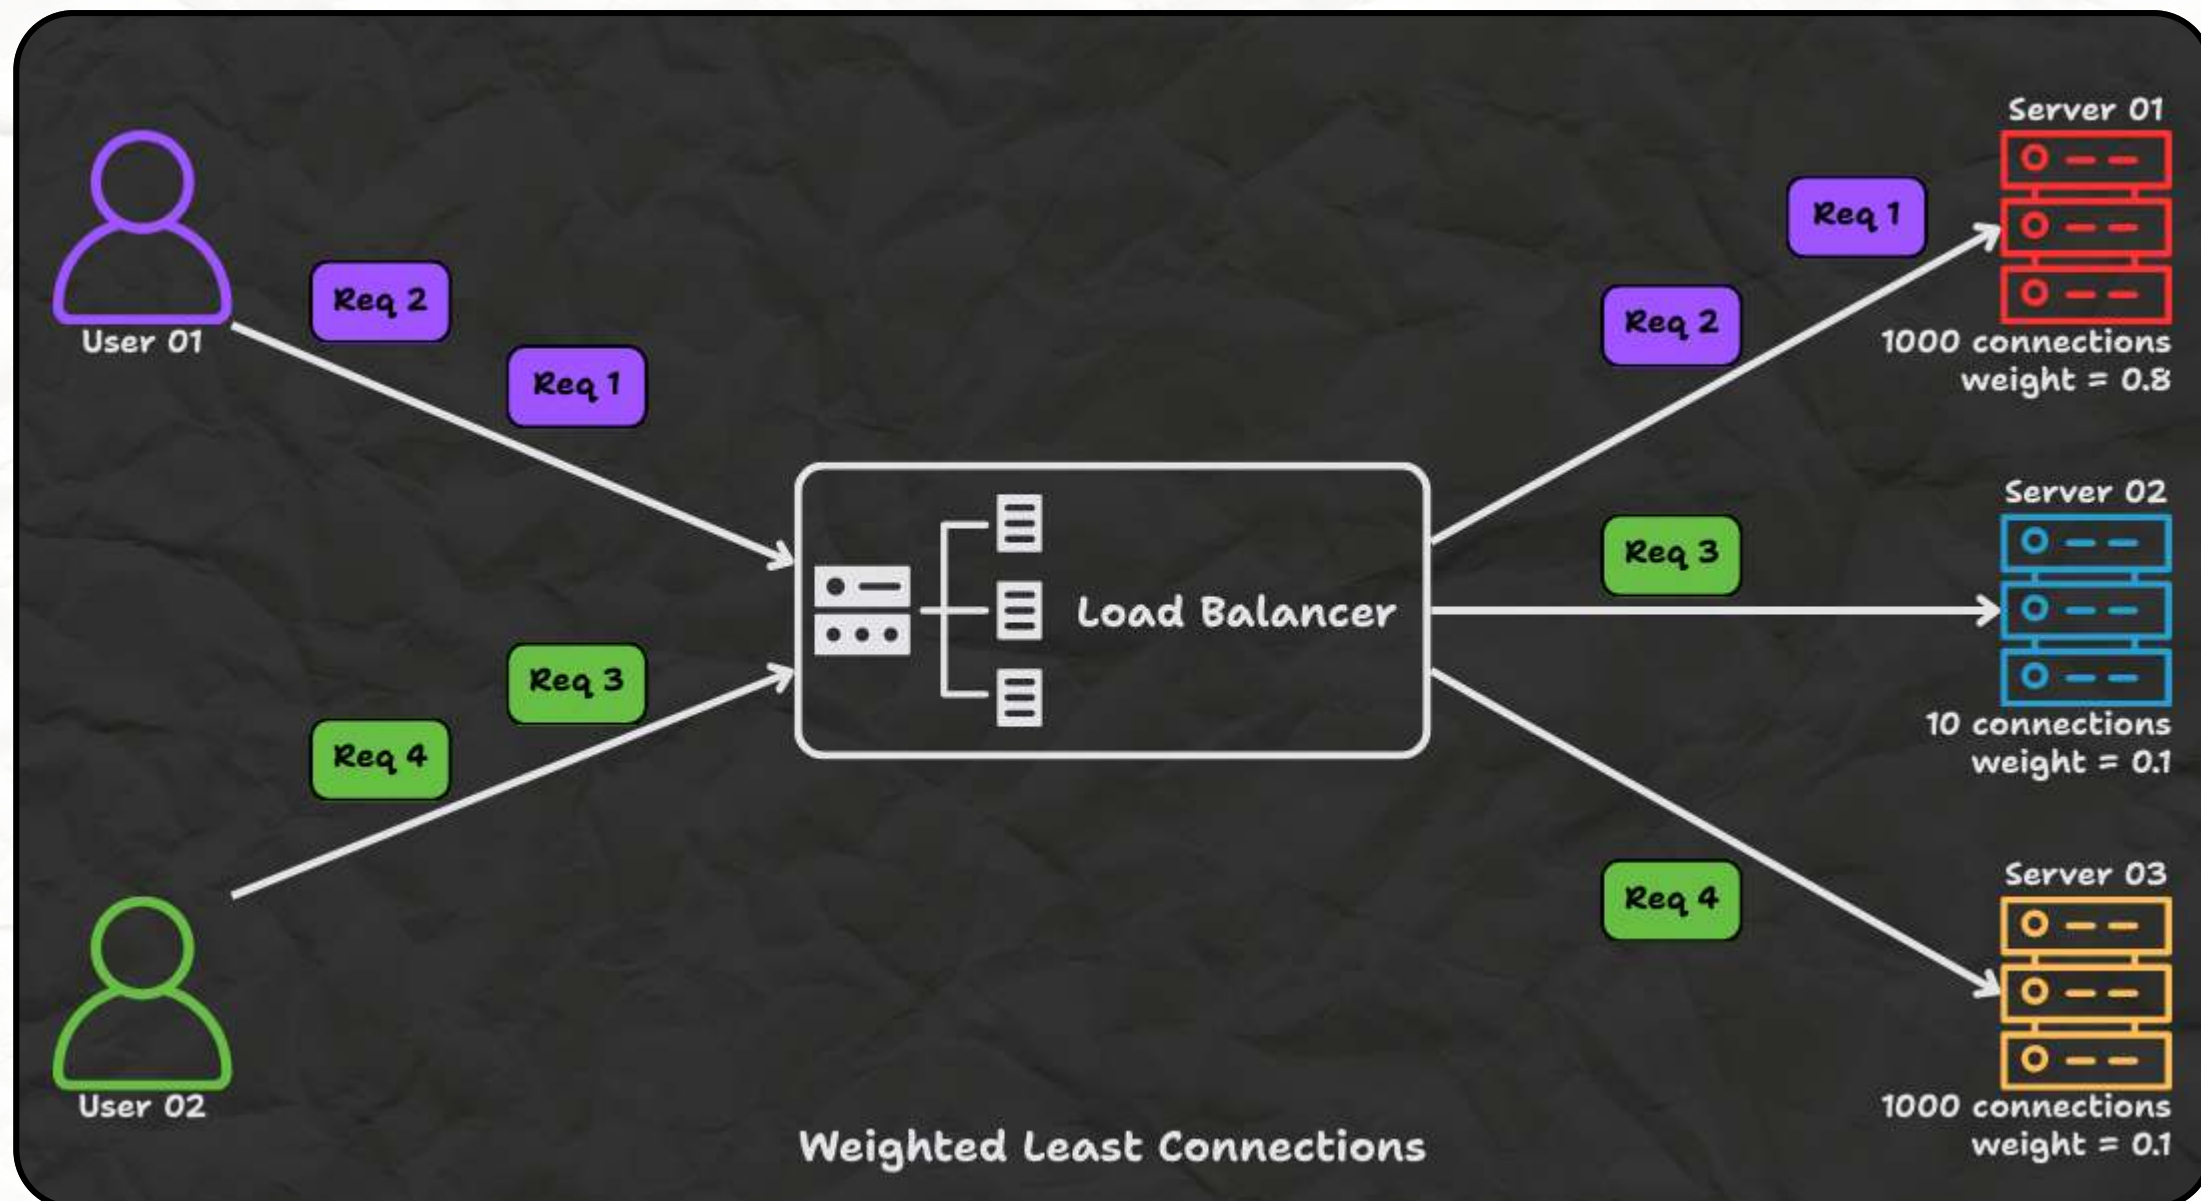 User 01
Req 2
Req 1
Req 3
Req 4
User 02
Load Balancer
Req 1
Req 2
Req 3
Req 4
Server 01
1000 connections
weight = 0.8
Server 02
10 connections
weight = 0.1
Server 03
1000 connections
weight = 0.1
Weighted Least Connections